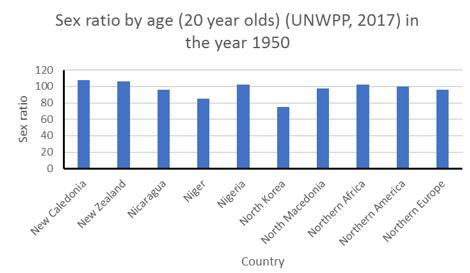 Sex ratio by age (20 year olds) (UNWPP, 2017) in
the year 1950
120
100
80
60
40
20
0
Sex ratio
New Caledonia
New Zealand
Nicaragua
Niger
Nigeria
North Korea
North Macedonia
Northern Africa
Northern America
Northern Europe
Country